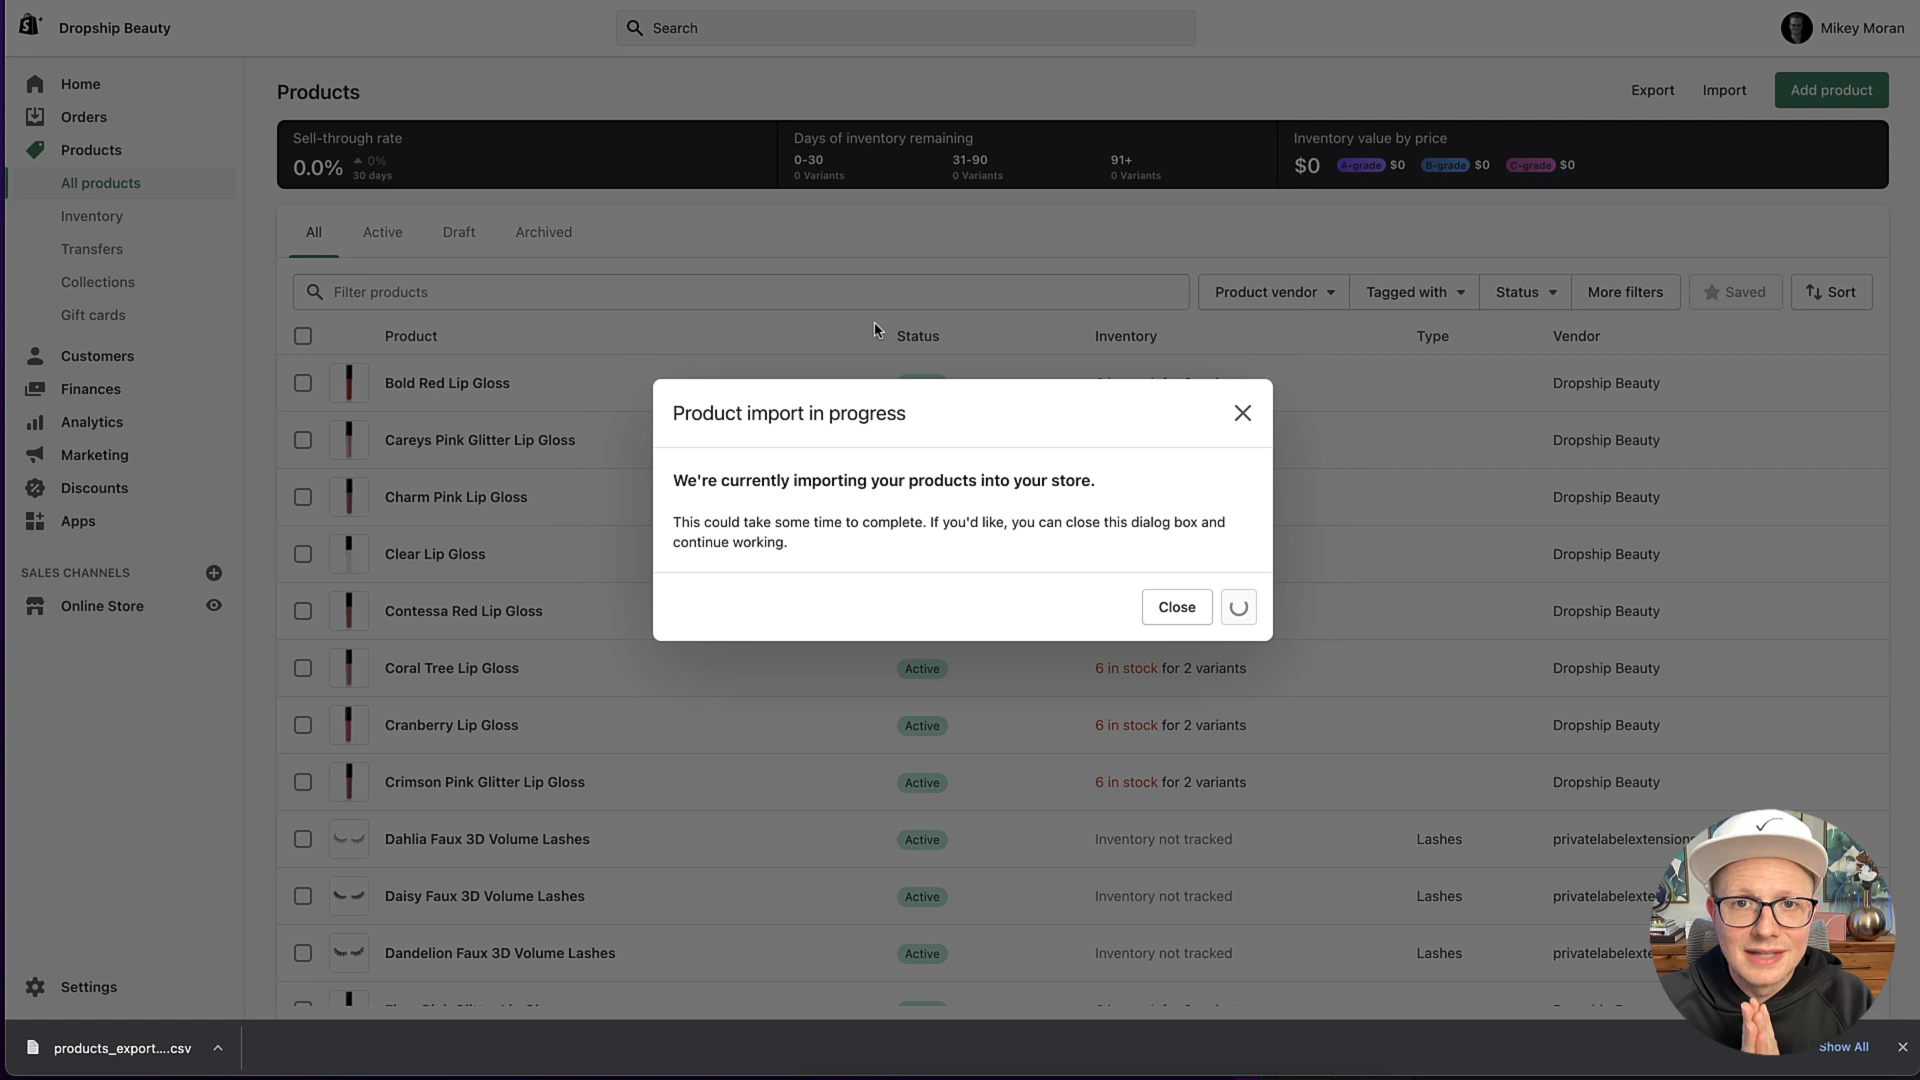 Dropship Beauty
Search
Mikey Moran
Home
Orders
Products
All products
Inventory
Transfers
Collections
Gift cards
Customers
Finances
Analytics
Marketing
Discounts
Apps
SALES CHANNELS
Online Store
Settings
Products
Export
Import
Add product
Sell-through rate
0.0%
0%
30 days
Days of inventory remaining
0-30
0 Variants
31-90
0 Variants
91+
0 Variants
Inventory value by price
$0 A-grade $0 B-grade $0 C-grade $0
All Active Draft Archived
Filter products
Product vendor
Tagged with
Status
More filters
Saved
Sort
Product Status Inventory Type Vendor
Bold Red Lip Gloss Dropship Beauty
Careys Pink Glitter Lip Gloss Dropship Beauty
Charm Pink Lip Gloss Dropship Beauty
Clear Lip Gloss Dropship Beauty
Contessa Red Lip Gloss Dropship Beauty
Coral Tree Lip Gloss Active 6 in stock for 2 variants Dropship Beauty
Cranberry Lip Gloss Active 6 in stock for 2 variants Dropship Beauty
Crimson Pink Glitter Lip Gloss Active 6 in stock for 2 variants Dropship Beauty
Dahlia Faux 3D Volume Lashes Active Inventory not tracked Lashes privatelabelextensions
Daisy Faux 3D Volume Lashes Active Inventory not tracked Lashes privatelabelexte
Dandelion Faux 3D Volume Lashes Active Inventory not tracked Lashes privatelabelexte
Product import in progress
We're currently importing your products into your store.
This could take some time to complete. If you'd like, you can close this dialog box and
continue working.
Close
products_export....csv
Show All